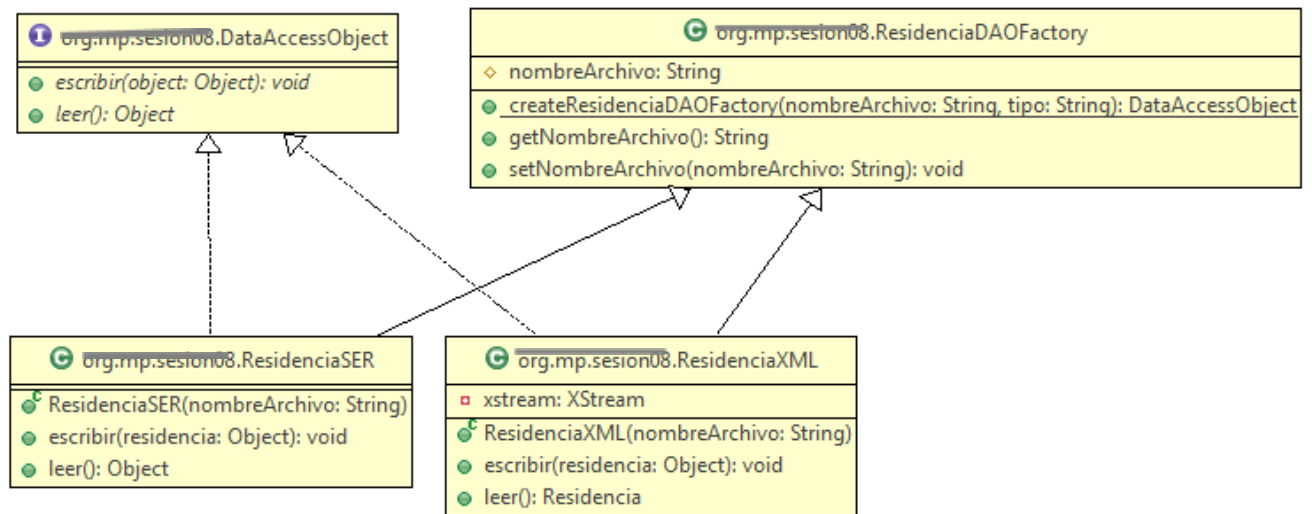 I org.mp.sesion08.DataAccessObject
escribir(object: Object): void
leer(): Object
C org.mp.sesion08.ResidenciaDAOFactory
nombreArchivo: String
createResidenciaDAOFactory(nombreArchivo: String, tipo: String): DataAccessObject
getNombreArchivo(): String
setNombreArchivo(nombreArchivo: String): void
C org.mp.sesion08.ResidenciaSER
C ResidenciaSER(nombreArchivo: String)
escribir(residencia: Object): void
leer(): Object
C org.mp.sesion08.ResidenciaXML
xstream: XStream
C ResidenciaXML(nombreArchivo: String)
escribir(residencia: Object): void
leer(): Residencia